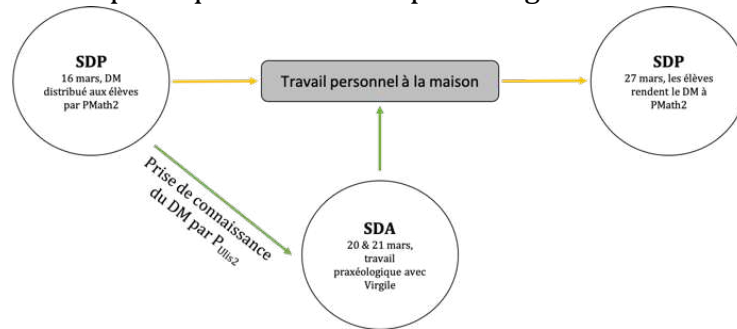 SDP
16 mars, DM
distribué aux élèves
par PMath2
Travail personnel à la maison
SDP
27 mars, les élèves
rendent le DM à
PMath2
Prise de connaissance
du DM par P_Ulis2
SDA
20 & 21 mars,
travail
praxéologique avec
Virgile